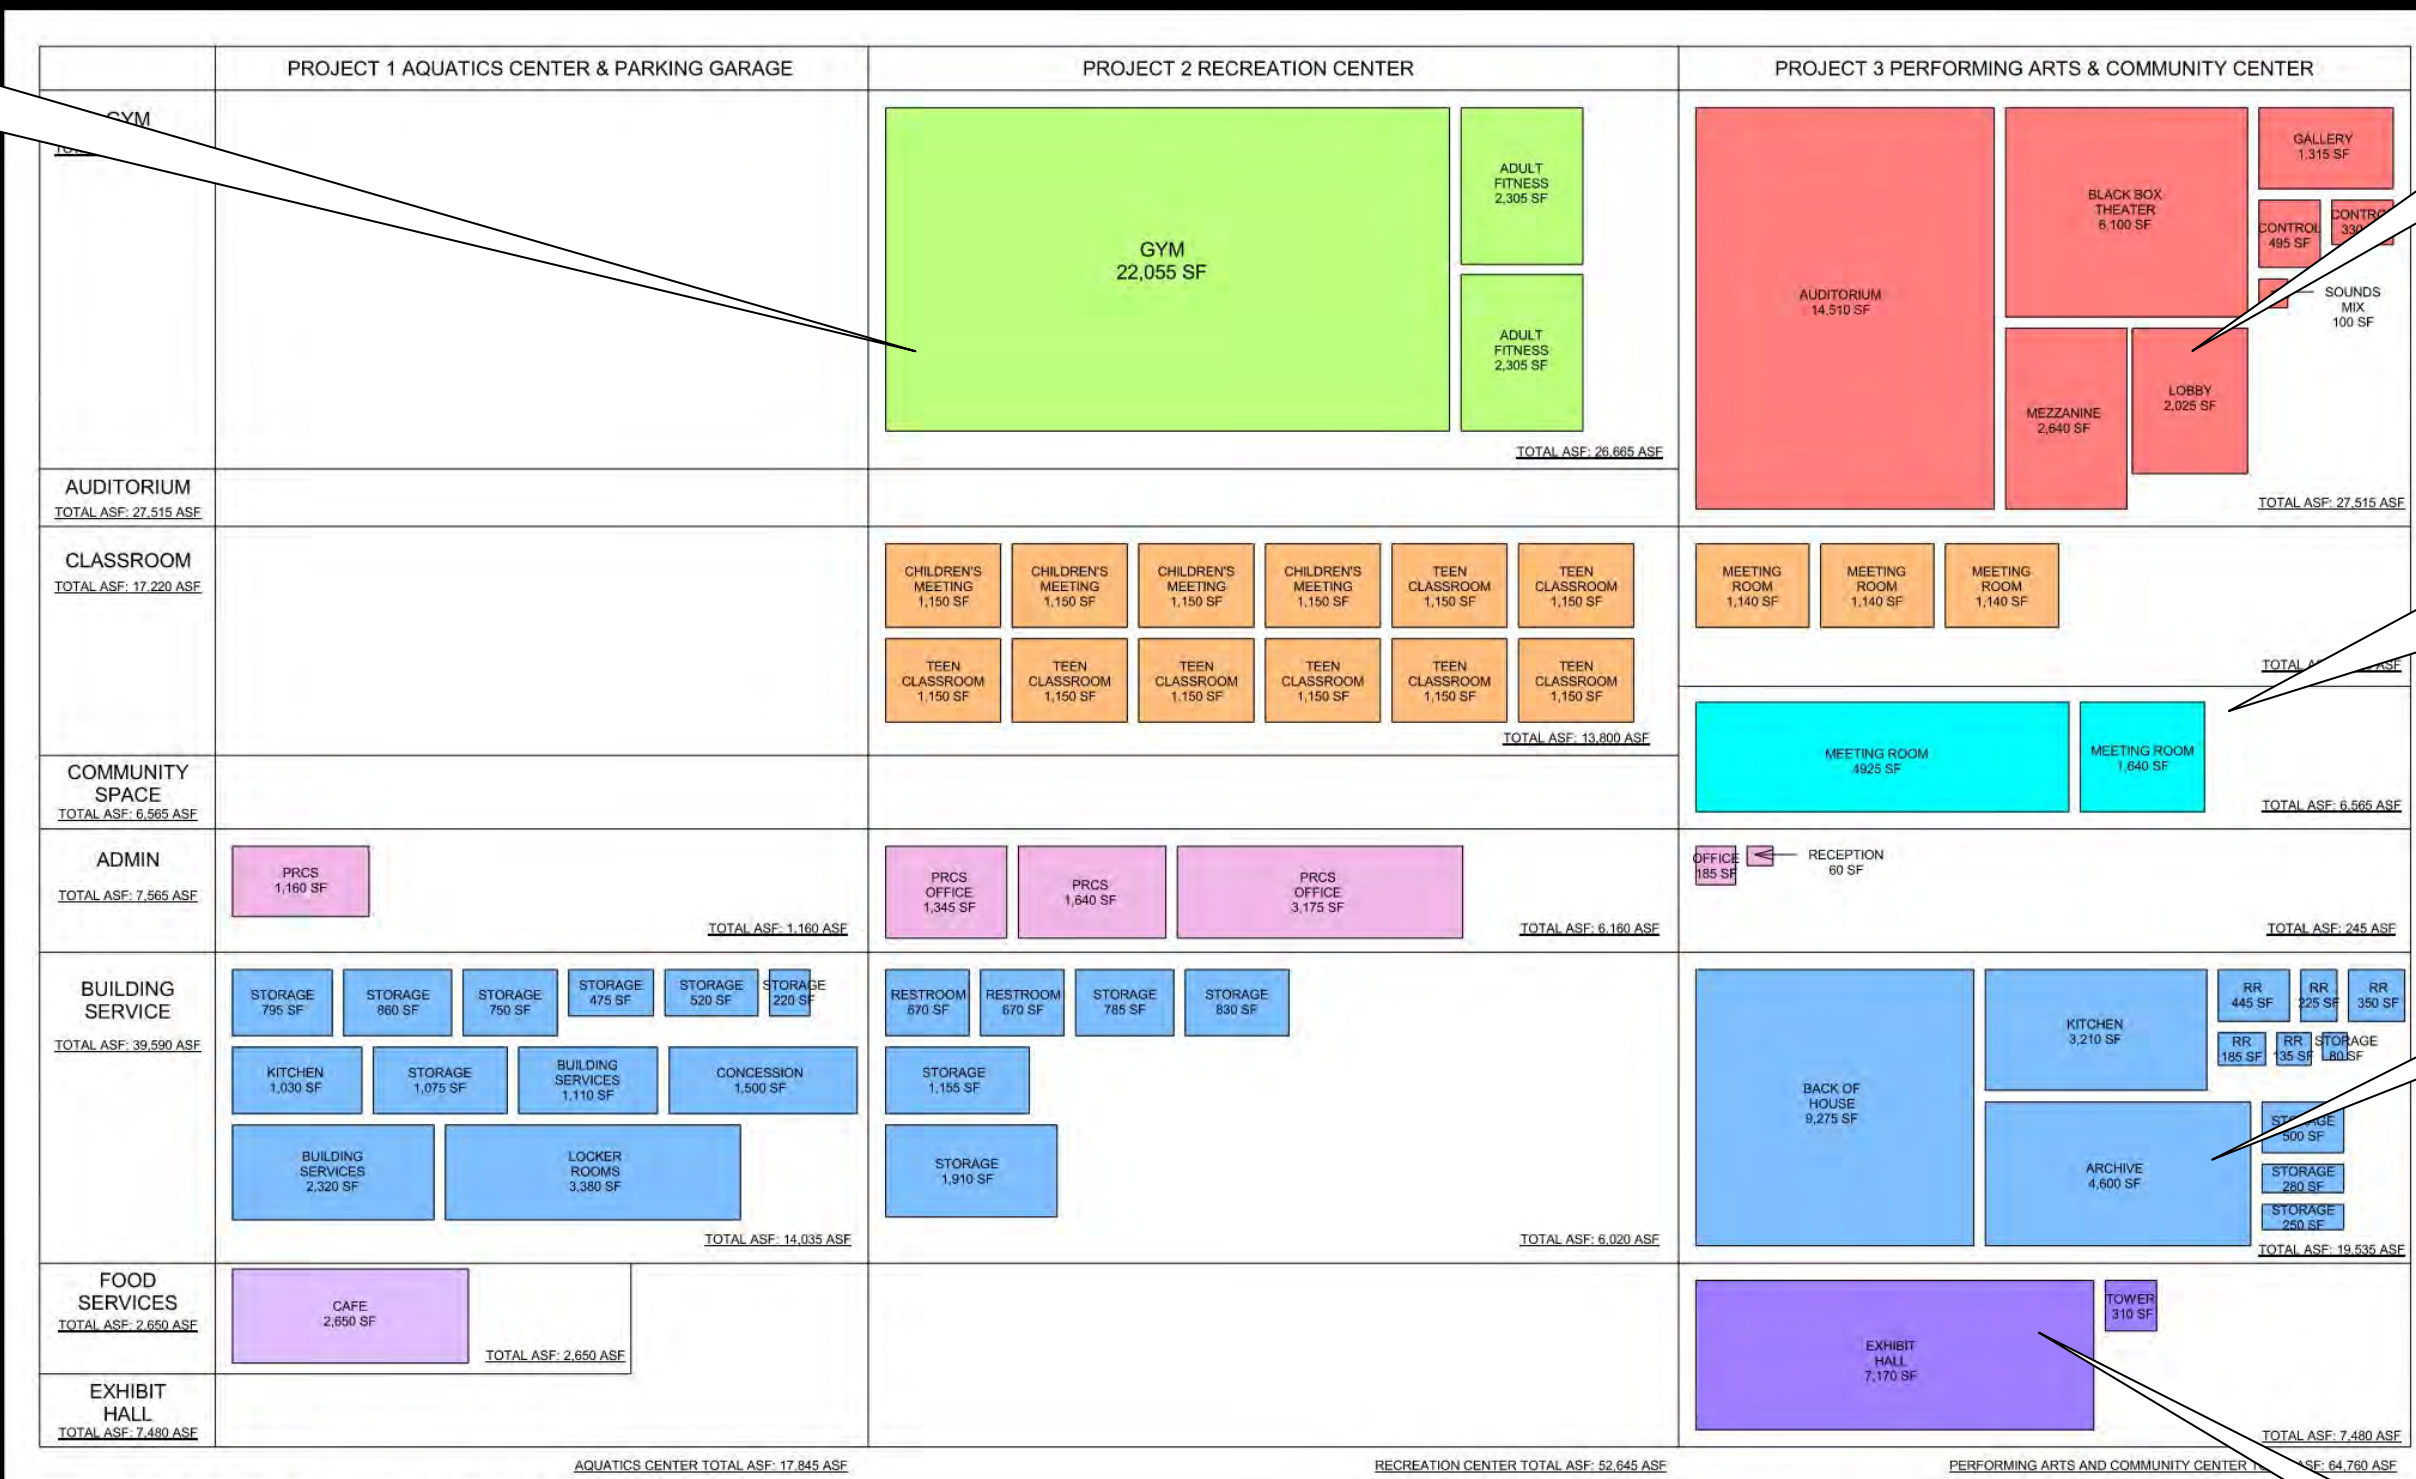 PROJECT 1 AQUATICS CENTER & PARKING GARAGE
PROJECT 2 RECREATION CENTER
PROJECT 3 PERFORMING ARTS & COMMUNITY CENTER
GYM
22,055 SF
ADULT
FITNESS
2,305 SF
ADULT
FITNESS
2,305 SF
TOTAL ASF: 26,665 ASF
AUDITORIUM
14,510 SF
BLACK BOX
THEATER
6,100 SF
GALLERY
1,315 SF
CONTROL
495 SF
SOUNDS
MIX
100 SF
MEZZANINE
2,640 SF
LOBBY
2,025 SF
TOTAL ASF: 27,515 ASF
AUDITORIUM
TOTAL ASF: 27,515 ASF
CLASSROOM
TOTAL ASF: 17,220 ASF
CHILDREN'S
MEETING
1,150 SF
CHILDREN'S
MEETING
1,150 SF
CHILDREN'S
MEETING
1,150 SF
CHILDREN'S
MEETING
1,150 SF
TEEN
CLASSROOM
1,150 SF
TEEN
CLASSROOM
1,150 SF
TEEN
CLASSROOM
1,150 SF
TEEN
CLASSROOM
1,150 SF
TEEN
CLASSROOM
1,150 SF
TEEN
CLASSROOM
1,150 SF
TEEN
CLASSROOM
1,150 SF
TEEN
CLASSROOM
1,150 SF
TOTAL ASF: 13,800 ASF
MEETING
ROOM
1,140 SF
MEETING
ROOM
1,140 SF
MEETING
ROOM
1,140 SF
TOTAL
COMMUNITY
SPACE
TOTAL ASF: 6,565 ASF
MEETING ROOM
4925 SF
MEETING ROOM
1,640 SF
TOTAL ASF: 6,565 ASF
ADMIN
TOTAL ASF: 7,565 ASF
PRCS
1,160 SF
TOTAL ASF: 1,160 ASF
PRCS
OFFICE
1,345 SF
PRCS
1,640 SF
PRCS
OFFICE
3,175 SF
TOTAL ASF: 6,160 ASF
OFFICE
185 SF
RECEPTION
60 SF
TOTAL ASF: 245 ASF
BUILDING
SERVICE
TOTAL ASF: 39,590 ASF
STORAGE
795 SF
STORAGE
860 SF
STORAGE
750 SF
STORAGE
475 SF
STORAGE
520 SF
STORAGE
220 SF
KITCHEN
1,030 SF
STORAGE
1,075 SF
BUILDING
SERVICES
1,110 SF
CONCESSION
1,500 SF
BUILDING
SERVICES
2,320 SF
LOCKER
ROOMS
3,380 SF
TOTAL ASF: 14,035 ASF
RESTROOM
670 SF
RESTROOM
670 SF
STORAGE
785 SF
STORAGE
830 SF
STORAGE
1,155 SF
STORAGE
1,910 SF
TOTAL ASF: 6,020 ASF
BACK OF
HOUSE
9,275 SF
KITCHEN
3,210 SF
RR
445 SF
RR
225 SF
RR
350 SF
RR
185 SF
RR
135 SF
STORAGE
80 SF
ARCHIVE
4,600 SF
500 SF
STORAGE
280 SF
STORAGE
250 SF
TOTAL ASF: 19,535 ASF
FOOD
SERVICES
TOTAL ASF: 2,650 ASF
CAFE
2,650 SF
TOTAL ASF: 2,650 ASF
EXHIBIT
HALL
7,170 SF
TOWER
310 SF
TOTAL ASF: 7,480 ASF
EXHIBIT
HALL
TOTAL ASF: 7,480 ASF
AQUATICS CENTER TOTAL ASF: 17,845 ASF
RECREATION CENTER TOTAL ASF: 52,645 ASF
PERFORMING ARTS AND COMMUNITY CENTER ASF: 64,760 ASF